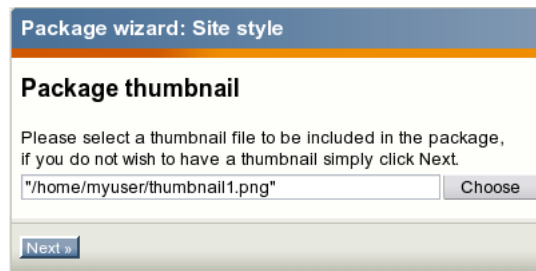 Package wizard: Site style
Package thumbnail
Please select a thumbnail file to be included in the package,
if you do not wish to have a thumbnail simply click Next.
"/home/myuser/thumbnail1.png" Choose
Next »